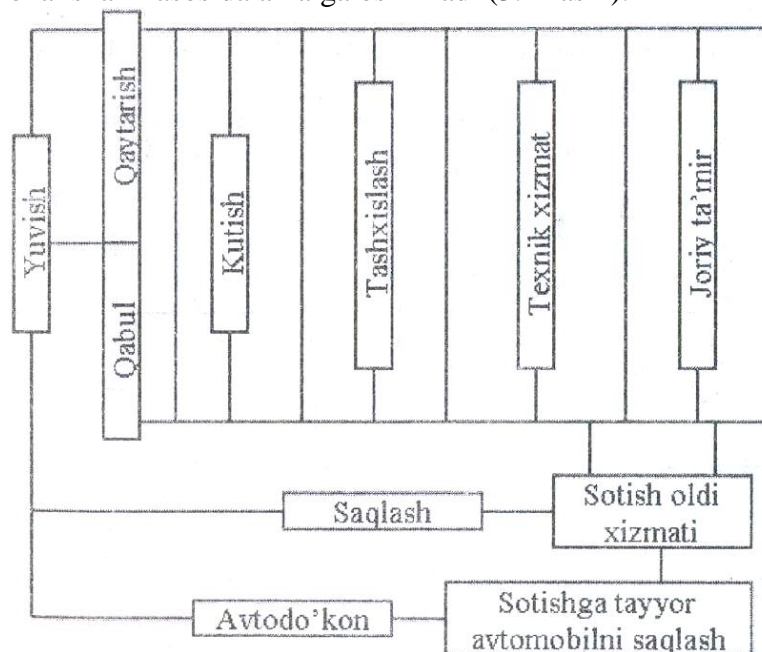 Yuvish
Qaytarish
Qabul
Kutish
Tashxislash
Texnik xizmat
Joriy ta’mir
Saqlash
Sotish oldi
xizmati
Avtodo’kon
Sotishga tayyor
avtomobilni saqlash